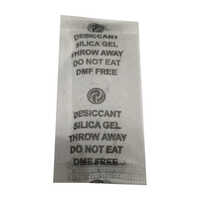 DESICCANT
SILICA GEL
THROW AWAY
DO NOT EAT
DMF FREE
DESICCANT
SILICA GEL
THROW AWAY
DO NOT EAT
DMF FREE